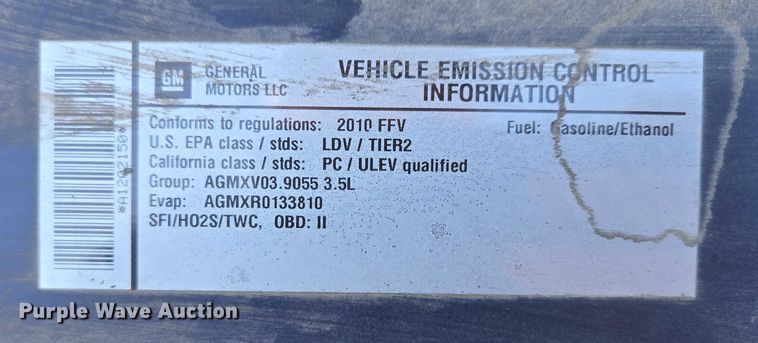 GM GENERAL MOTORS LLC
VEHICLE EMISSION CONTROL
INFORMATION
Conforms to regulations: 2010 FFV Fuel: Gasoline/Ethanol
U.S. EPA class / stds: LDV / TIER2
California class / stds: PC / ULEV qualified
Group: AGMXV03.9055 3.5L
Evap: AGMXR0133810
SFI/HO2S/TWC, OBD: II
*A1202150*
Purple Wave Auction